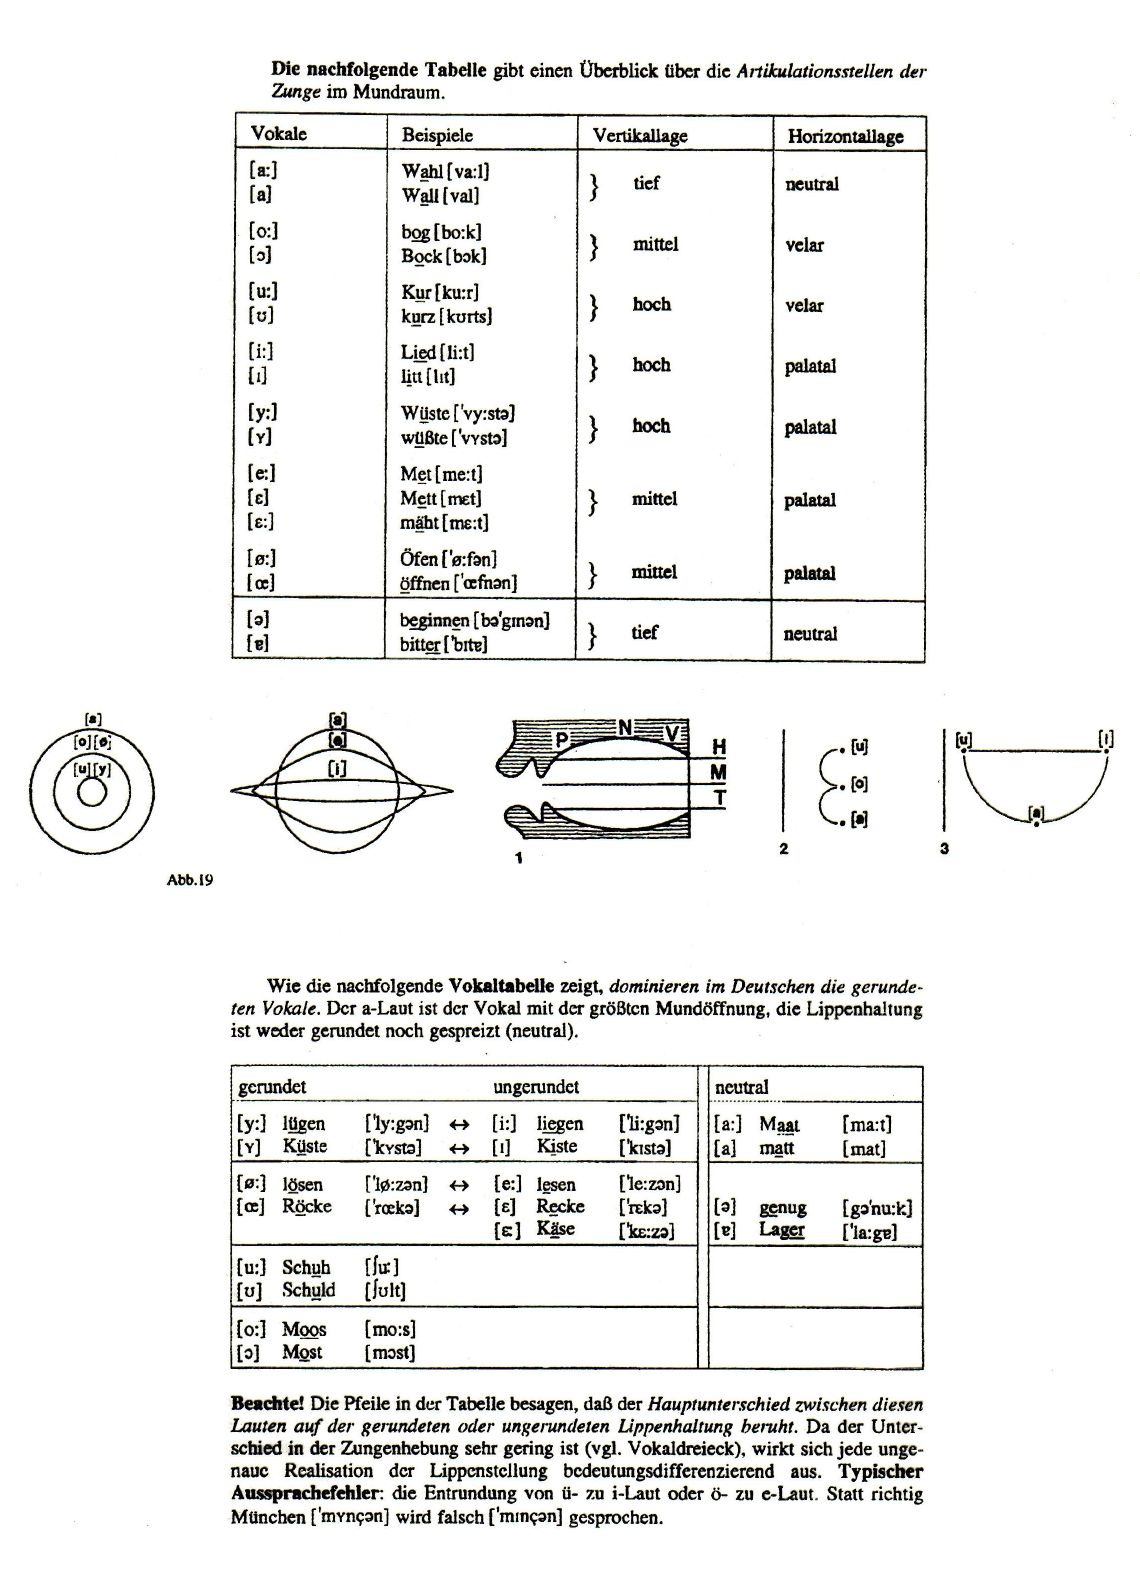 Die nachfolgende Tabelle gibt einen Überblick über die Artikulationsstellen der
Zunge im Mundraum.
Vokale Beispiele Vertikallage Horizontallage
[a:] Wahl [va:l]
} tief neutral
[a] Wall [val]
[o:] bog [bo:k]
} mittel velar
[ɔ] Bock [bɔk]
[u:] Kur [ku:r]
} hoch velar
[ʊ] kurz [kʊrts]
[i:] Lied [li:t]
} hoch palatal
[ɪ] litt [lɪt]
[y:] Wüste ['vy:stə]
} hoch palatal
[ʏ] wüßte ['vʏstə]
[e:] Met [me:t]
[ɛ] Mett [mɛt] } mittel palatal
[ɛ:] mäht [mɛ:t]
[ø:] Öfen ['ø:fən]
} mittel palatal
[œ] öffnen ['œfnən]
[ə] beginnen [bə'gɪnən]
} tief neutral
[ɐ] bitter ['bɪtɐ]
[a]
[o][ø]
[u][y]
[a]
[e]
[i]
P N V
H
M
T
1
[u]
[o]
[a]
2
[u] [i]
[a]
3
Abb.19
Wie die nachfolgende Vokaltabelle zeigt, dominieren im Deutschen die gerunde-
ten Vokale. Der a-Laut ist der Vokal mit der größten Mundöffnung, die Lippenhaltung
ist weder gerundet noch gespreizt (neutral).
gerundet ungerundet neutral
[y:] lügen ['ly:gən] ↔ [i:] liegen ['li:gən] [a:] Maat [ma:t]
[ʏ] Küste ['kʏstə] ↔ [ɪ] Kiste ['kɪstə] [a] matt [mat]
[ø:] lösen ['lø:zən] ↔ [e:] lesen ['le:zən]
[œ] Röcke ['rœkə] ↔ [ɛ] Recke ['rɛkə] [ə] genug [gə'nu:k]
[ɛ:] Käse ['kɛ:zə] [ɐ] Lager ['la:gɐ]
[u:] Schuh [ʃu:]
[ʊ] Schuld [ʃʊlt]
[o:] Moos [mo:s]
[ɔ] Most [mɔst]
Beachte! Die Pfeile in der Tabelle besagen, daß der Hauptunterschied zwischen diesen
Lauten auf der gerundeten oder ungerundeten Lippenhaltung beruht. Da der Unter-
schied in der Zungenhebung sehr gering ist (vgl. Vokaldreieck), wirkt sich jede unge-
naue Realisation der Lippenstellung bedeutungsdifferenzierend aus. Typischer
Aussprachefehler: die Entrundung von ü- zu i-Laut oder ö- zu e-Laut. Statt richtig
München ['mʏnçən] wird falsch ['mɪnçən] gesprochen.